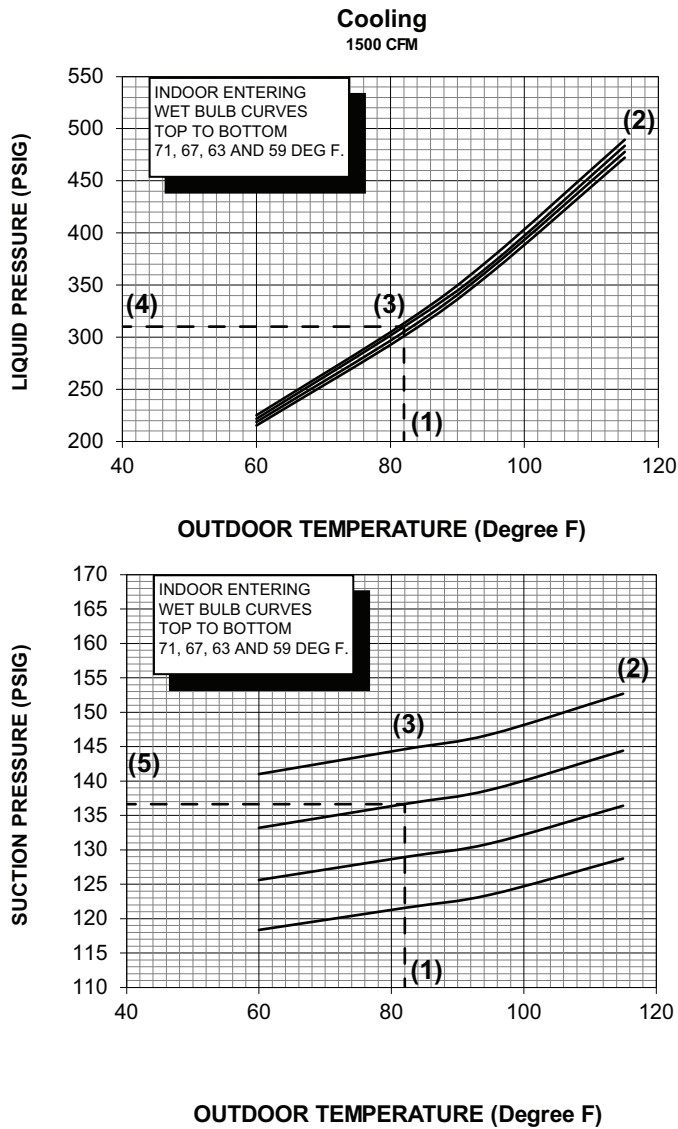 Cooling
1500 CFM
INDOOR ENTERING
WET BULB CURVES
TOP TO BOTTOM
71, 67, 63 AND 59 DEG F.
LIQUID PRESSURE (PSIG)
550
500
450
400
350
300
250
200
(2)
(4)
(3)
(1)
40
60
80
100
120
OUTDOOR TEMPERATURE (Degree F)
INDOOR ENTERING
WET BULB CURVES
TOP TO BOTTOM
71, 67, 63 AND 59 DEG F.
SUCTION PRESSURE (PSIG)
170
165
160
155
150
145
140
135
130
125
120
115
110
(2)
(3)
(5)
(1)
40
60
80
100
120
OUTDOOR TEMPERATURE (Degree F)